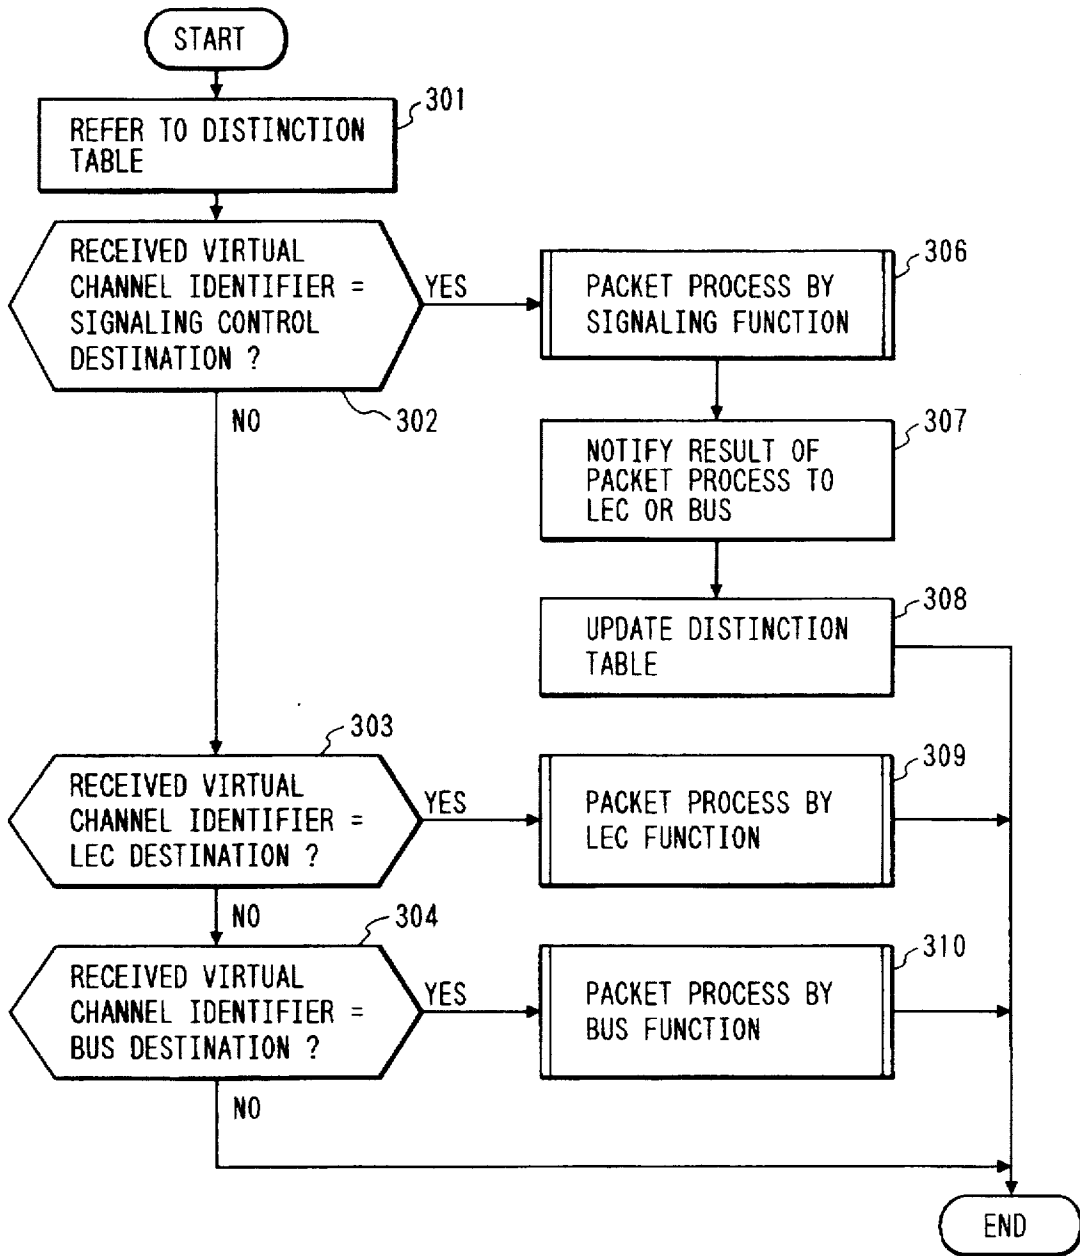 START
301
REFER TO DISTINCTION
TABLE
RECEIVED VIRTUAL
CHANNEL IDENTIFIER =
SIGNALING CONTROL
DESTINATION ?
302
YES
NO
306
PACKET PROCESS BY
SIGNALING FUNCTION
307
NOTIFY RESULT OF
PACKET PROCESS TO
LEC OR BUS
308
UPDATE DISTINCTION
TABLE
303
RECEIVED VIRTUAL
CHANNEL IDENTIFIER =
LEC DESTINATION ?
YES
NO
309
PACKET PROCESS BY
LEC FUNCTION
304
RECEIVED VIRTUAL
CHANNEL IDENTIFIER =
BUS DESTINATION ?
YES
NO
310
PACKET PROCESS BY
BUS FUNCTION
END